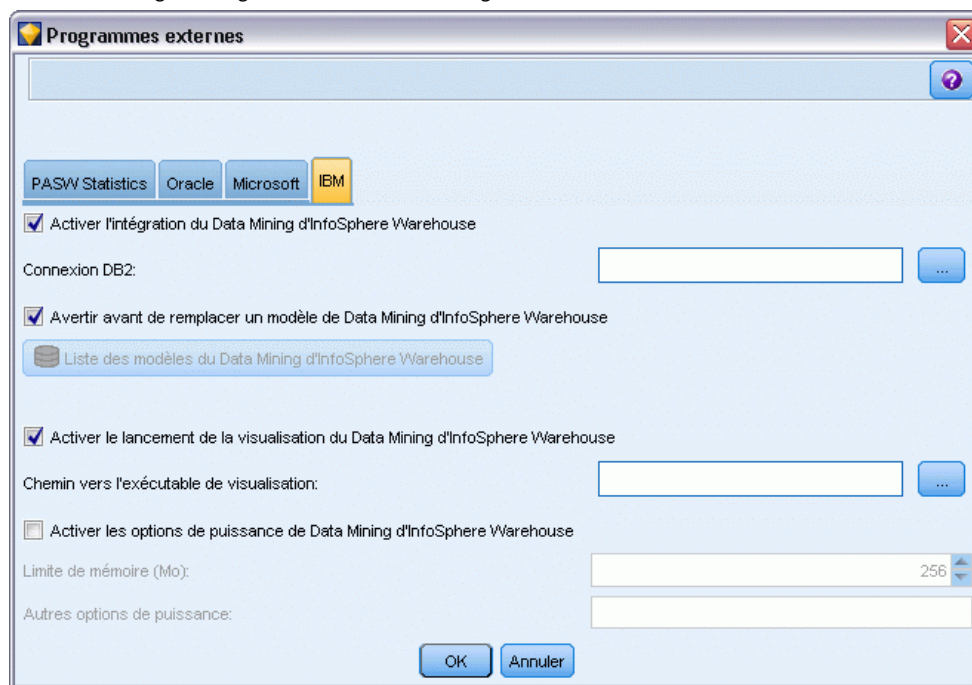 Programmes externes
PASW Statistics Oracle Microsoft IBM
Activer l'intégration du Data Mining d'InfoSphere Warehouse
Connexion DB2: ...
Avertir avant de remplacer un modèle de Data Mining d'InfoSphere Warehouse
Liste des modèles du Data Mining d'InfoSphere Warehouse
Activer le lancement de la visualisation du Data Mining d'InfoSphere Warehouse
Chemin vers l'exécutable de visualisation: ...
Activer les options de puissance de Data Mining d'InfoSphere Warehouse
Limite de mémoire (Mo): 256
Autres options de puissance:
OK Annuler